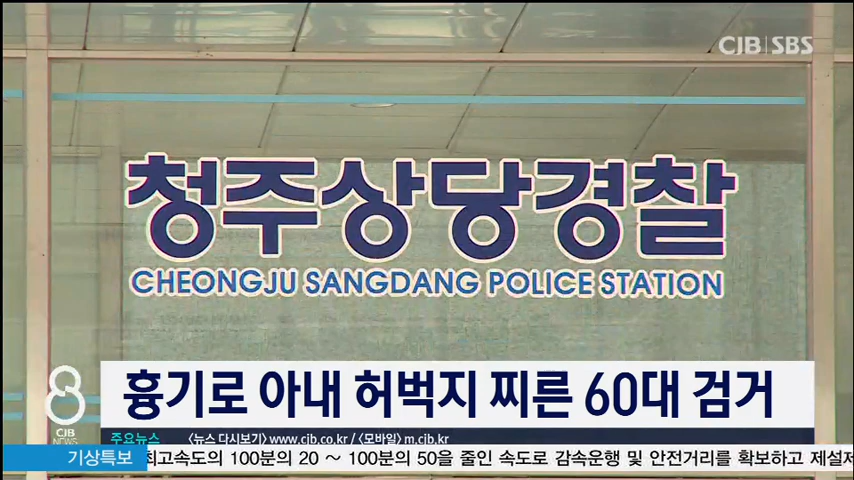 CJB SBS
청주상당경찰
CHEONGJU SANGDANG POLICE STATION
8
CJB
NEWS
흉기로 아내 허벅지 찌른 60대 검거
주요뉴스 〈뉴스 다시보기〉 www.cjb.co.kr / 〈모바일〉 m.cjb.kr
기상특보 최고속도의 100분의 20 ~ 100분의 50을 줄인 속도로 감속운행 및 안전거리를 확보하고 제설제